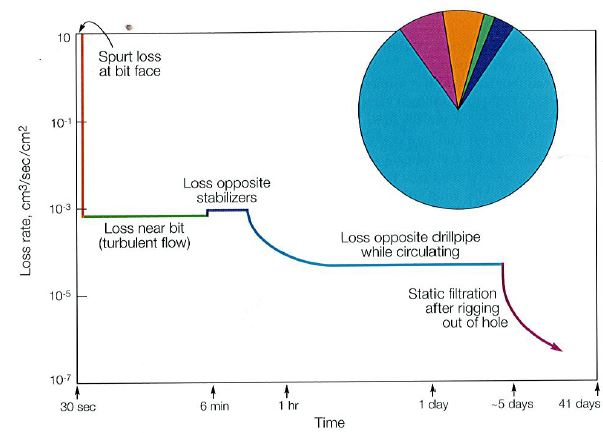 10
Spurt loss
at bit face
10-1
Loss opposite
stabilizers
10-3
Loss near bit
(turbulent flow)
Loss opposite drillpipe
while circulating
Static filtration
after rigging
out of hole
10-5
10-7
Loss rate, cm3/sec/cm2
30 sec
6 min
1 hr
1 day
~5 days
41 days
Time